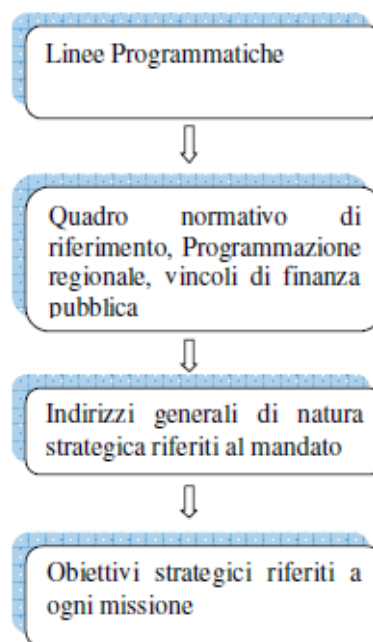 Linee Programmatiche
Quadro normativo di
riferimento, Programmazione
regionale, vincoli di finanza
pubblica
Indirizzi generali di natura
strategica riferiti al mandato
Obiettivi strategici riferiti a
ogni missione